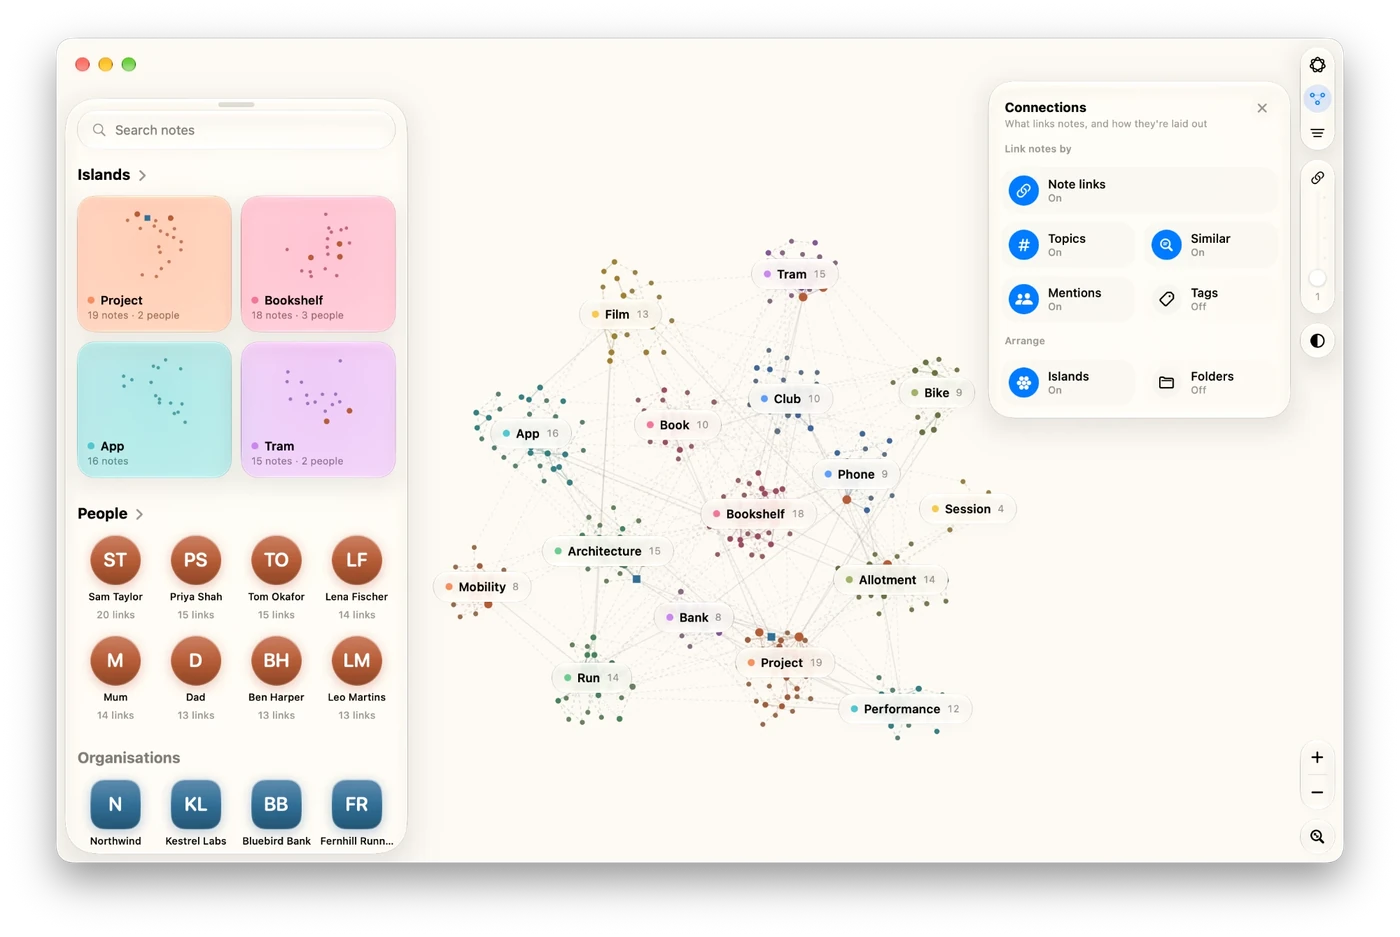 Search notes
Islands
Project
19 notes · 2 people
Bookshelf
18 notes · 3 people
App
16 notes
Tram
15 notes · 2 people
People
ST
PS
TO
LF
Sam Taylor
Priya Shah
Tom Okafor
Lena Fischer
20 links
15 links
15 links
14 links
M
D
BH
LM
Mum
Dad
Ben Harper
Leo Martins
14 links
13 links
13 links
13 links
Organisations
N
KL
BB
FR
Northwind
Kestrel Labs
Bluebird Bank
Fernhill Runn...
Tram 15
Film 13
Club 10
Bike 9
Book 10
App 16
Phone 9
Session 4
Bookshelf 18
Architecture 15
Allotment 14
Mobility 8
Bank 8
Project 19
Run 14
Performance 12
Connections
What links notes, and how they're laid out
Link notes by
Note links
On
Topics
On
Similar
On
Mentions
On
Tags
Off
Arrange
Islands
On
Folders
Off
1